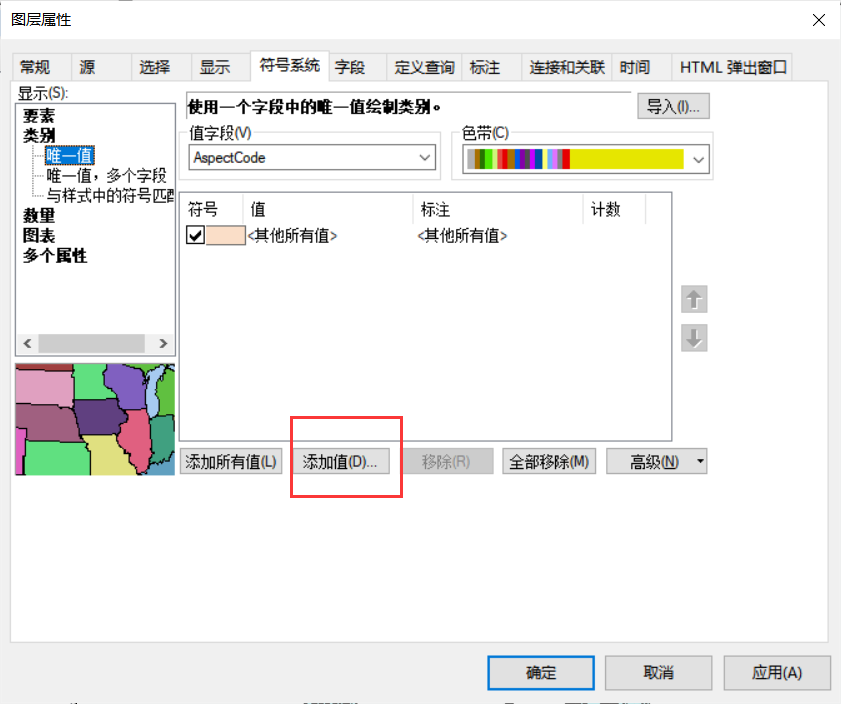 图层属性
常规 源 选择 显示 符号系统 字段 定义查询 标注 连接和关联 时间 HTML 弹出窗口
显示(S):
要素
类别
唯一值
唯一值，多个字段
与样式中的符号匹配
数量
图表
多个属性
使用一个字段中的唯一值绘制类别。
导入(I)...
值字段(V)
AspectCode
色带(C)
符号 值 标注 计数
<其他所有值> <其他所有值>
添加所有值(L) 添加值(D)... 移除(R) 全部移除(M) 高级(N)
确定 取消 应用(A)